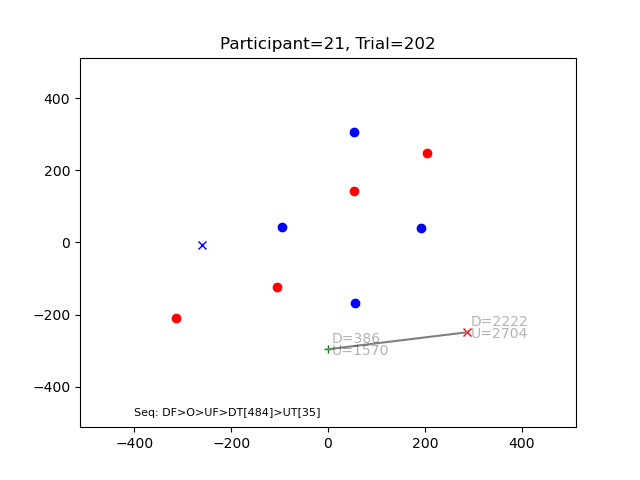 Participant=21, Trial=202
400
200
0
−200
−400
D=2222
U=2704
D=386
U=1570
Seq: DF>O>UF>DT[484]>UT[35]
−400 −200 0 200 400